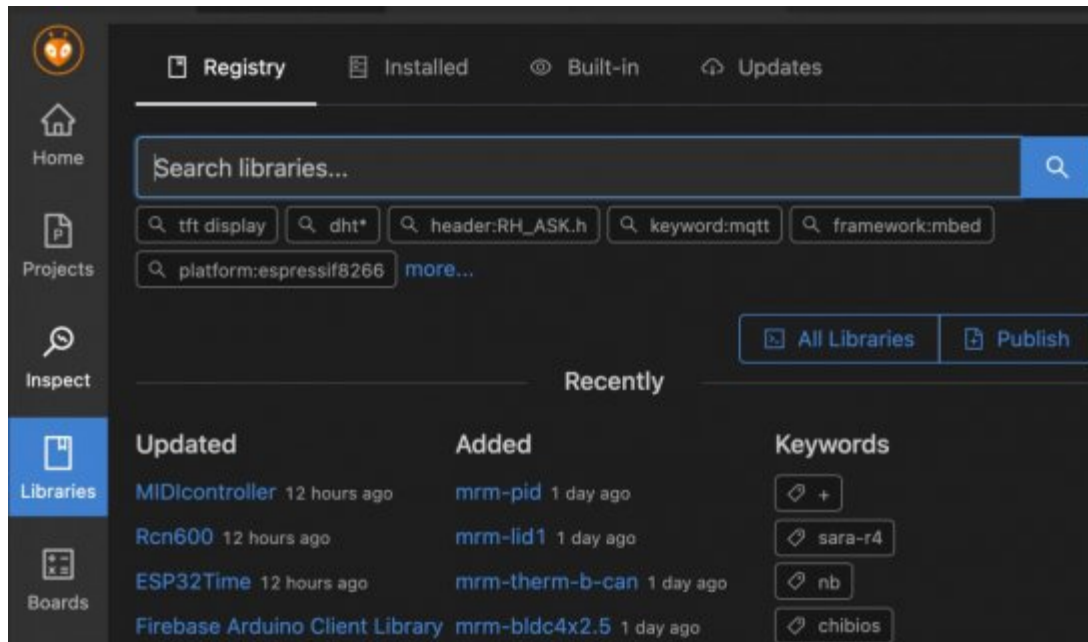 Registry Installed Built-in Updates
Home
Search libraries...
tft display dht* header:RH_ASK.h keyword:mqtt framework:mbed
Projects
platform:espressif8266 more...
All Libraries Publish
Inspect
Recently
Updated Added Keywords
Libraries
MIDIcontroller 12 hours ago mrm-pid 1 day ago +
Rcn600 12 hours ago mrm-lid1 1 day ago sara-r4
ESP32Time 12 hours ago mrm-therm-b-can 1 day ago nb
Boards
Firebase Arduino Client Library mrm-bldc4x2.5 1 day ago chibios